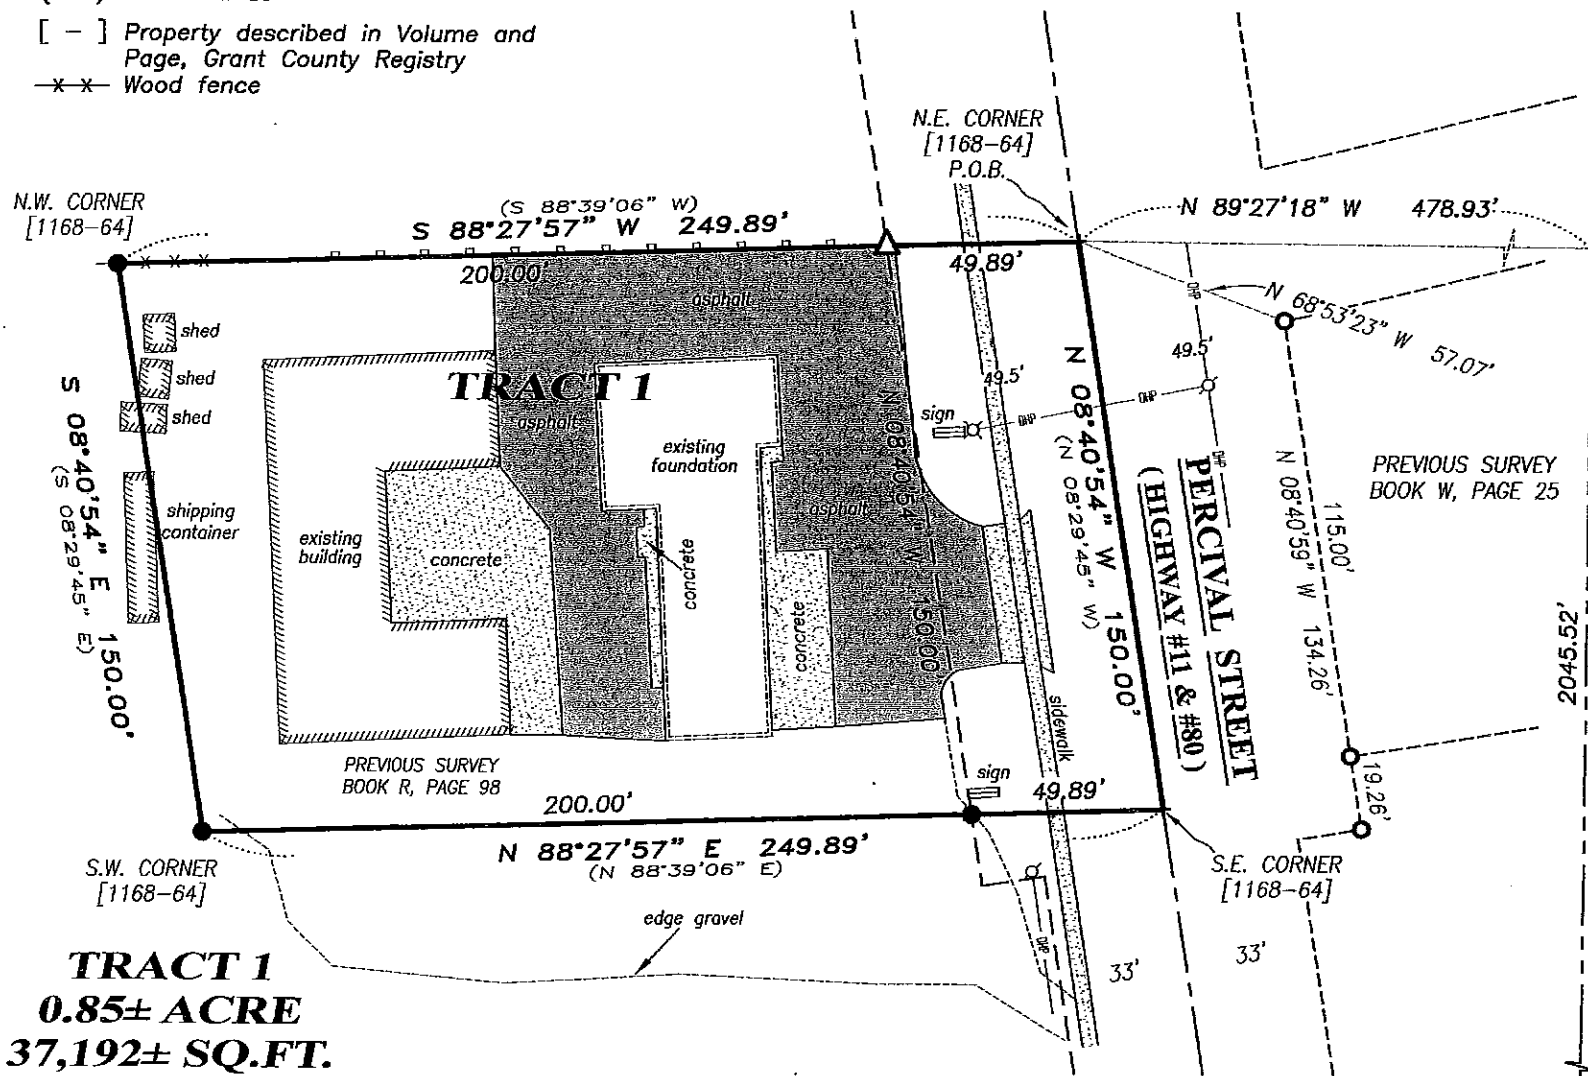 [ - ] Property described in Volume and
Page, Grant County Registry
-x-x- Wood fence
N.E. CORNER
[1168-64]
P.O.B.
N.W. CORNER
[1168-64]
(S 88°39'06" W)
S 88°27'57" W 249.89'
N 89°27'18" W 478.93'
200.00'
49.89'
asphalt
OHP
N 68°53'23" W 57.07'
shed
shed
shed
TRACT 1
asphalt
existing
foundation
asphalt
sign
49.5'
49.5'
OHP
OHP
OHP
S 08°40'54" E 150.00'
(S 08°29'45" E)
shipping
container
existing
building
concrete
concrete
concrete
N 08°40'54" W 150.00'
N 08°40'54" W 150.00'
(N 08°29'45" W)
PERCIVAL STREET
(HIGHWAY #11 & #80)
N 08°40'59" W 134.26'
115.00'
PREVIOUS SURVEY
BOOK W, PAGE 25
2045.52'
sidewalk
19.26'
PREVIOUS SURVEY
BOOK R, PAGE 98
sign
200.00'
49.89'
N 88°27'57" E 249.89'
(N 88°39'06" E)
S.W. CORNER
[1168-64]
S.E. CORNER
[1168-64]
edge gravel
OHP
33'
33'
TRACT 1
0.85± ACRE
37,192± SQ.FT.